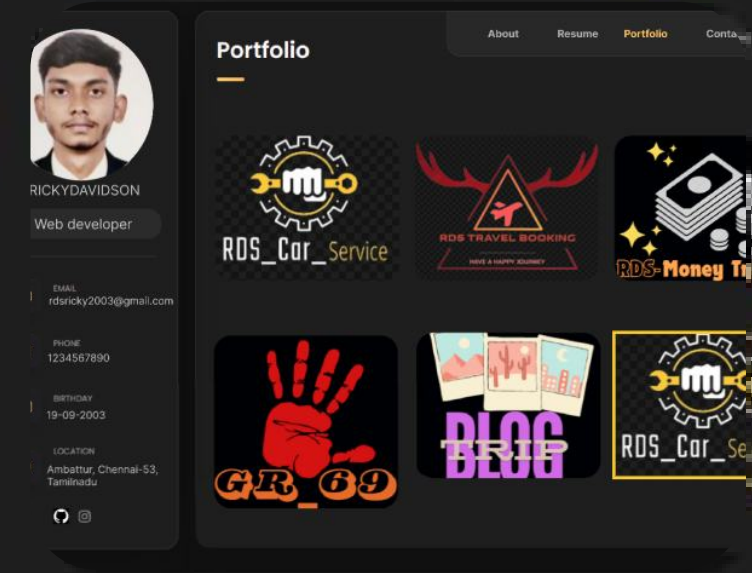 RICKYDAVIDSON
Web developer
EMAIL
rdsricky2003@gmail.com
PHONE
1234567890
BIRTHDAY
19-09-2003
LOCATION
Ambattur, Chennai-53,
Tamilnadu
About Resume Portfolio Conta
Portfolio
RDS_Car_Service
RDS TRAVEL BOOKING
HAVE A HAPPY JOURNEY
RDS-Money Tr
GR_69
BLOG
TRIP
RDS_Car_Se